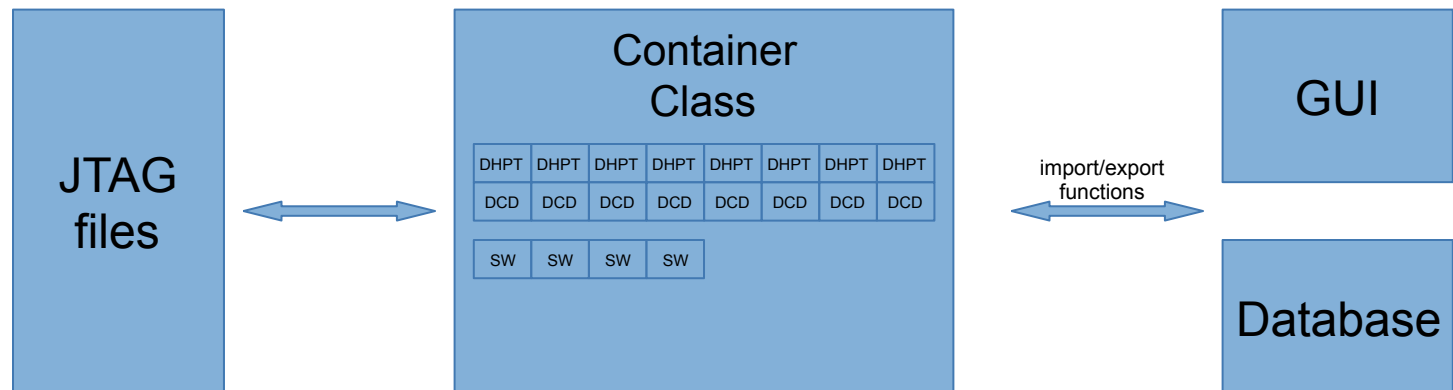 JTAG
files
Container
Class
DHPT DHPT DHPT DHPT DHPT DHPT DHPT DHPT
DCD DCD DCD DCD DCD DCD DCD DCD
SW SW SW SW
import/export
functions
GUI
Database